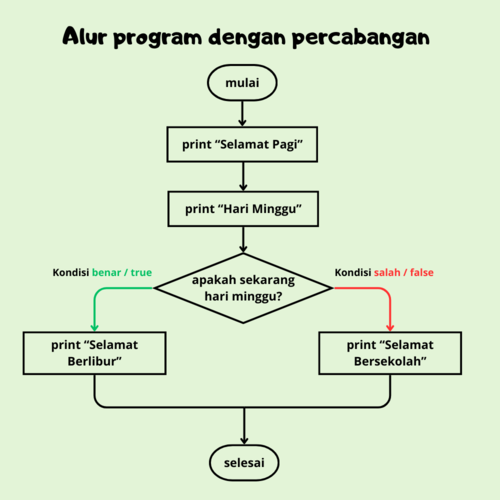 Alur program dengan percabangan
mulai
print “Selamat Pagi”
print “Hari Minggu”
apakah sekarang
hari minggu?
Kondisi benar / true
Kondisi salah / false
print “Selamat
Berlibur”
print “Selamat
Bersekolah”
selesai